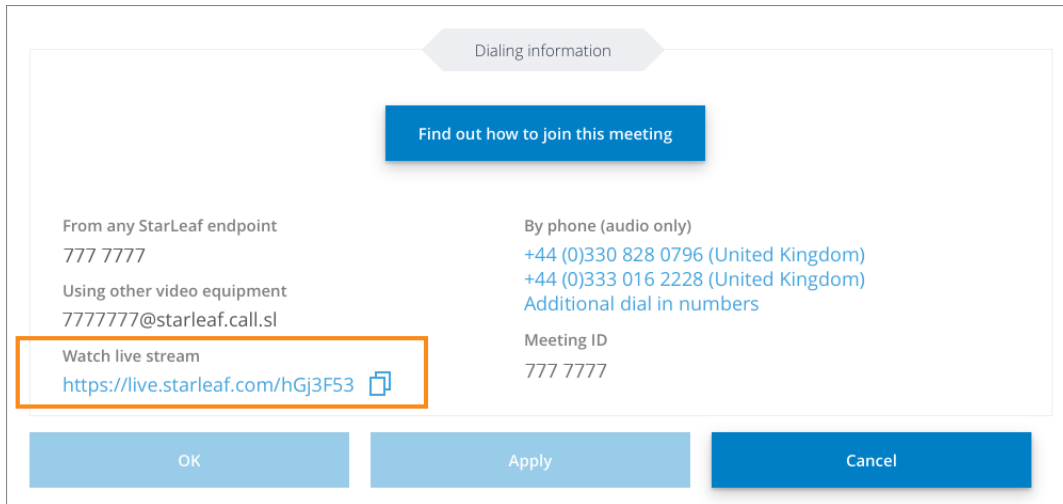 Dialing information
Find out how to join this meeting
From any StarLeaf endpoint
777 7777
Using other video equipment
7777777@starleaf.call.sl
Watch live stream
https://live.starleaf.com/hGj3F53
By phone (audio only)
+44 (0)330 828 0796 (United Kingdom)
+44 (0)333 016 2228 (United Kingdom)
Additional dial in numbers
Meeting ID
777 7777
OK
Apply
Cancel